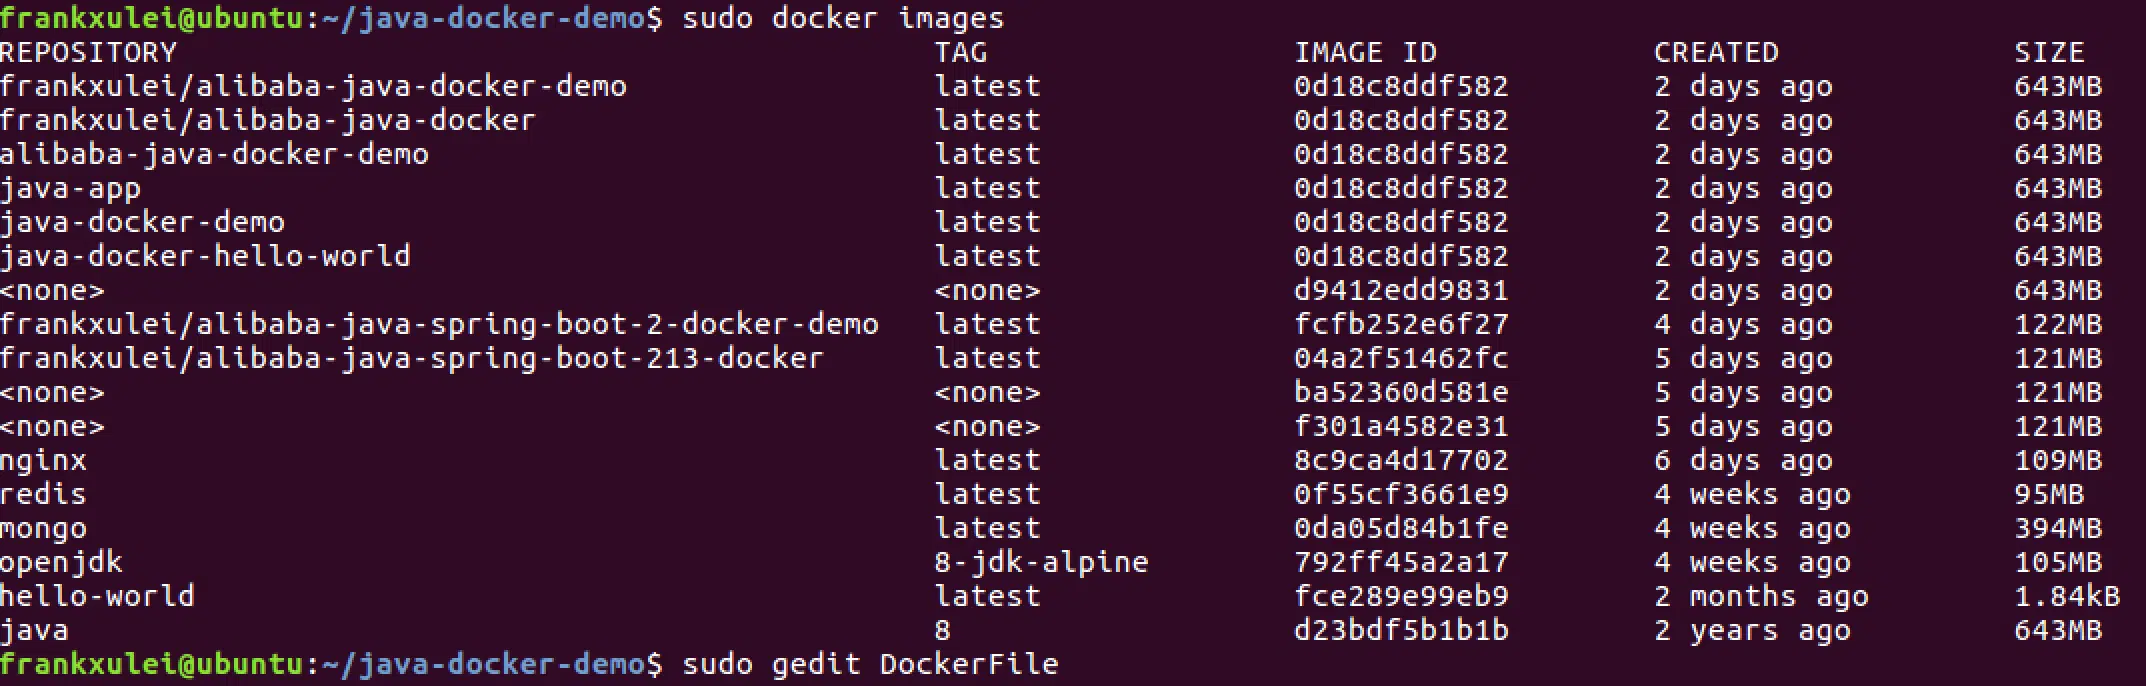 frankxulei@ubuntu:~/java-docker-demo$ sudo docker images
REPOSITORY TAG IMAGE ID CREATED SIZE
frankxulei/alibaba-java-docker-demo latest 0d18c8ddf582 2 days ago 643MB
frankxulei/alibaba-java-docker latest 0d18c8ddf582 2 days ago 643MB
alibaba-java-docker-demo latest 0d18c8ddf582 2 days ago 643MB
java-app latest 0d18c8ddf582 2 days ago 643MB
java-docker-demo latest 0d18c8ddf582 2 days ago 643MB
java-docker-hello-world latest 0d18c8ddf582 2 days ago 643MB
<none> <none> d9412edd9831 2 days ago 643MB
frankxulei/alibaba-java-spring-boot-2-docker-demo latest fcfb252e6f27 4 days ago 122MB
frankxulei/alibaba-java-spring-boot-213-docker latest 04a2f51462fc 5 days ago 121MB
<none> <none> ba52360d581e 5 days ago 121MB
<none> <none> f301a4582e31 5 days ago 121MB
nginx latest 8c9ca4d17702 6 days ago 109MB
redis latest 0f55cf3661e9 4 weeks ago 95MB
mongo latest 0da05d84b1fe 4 weeks ago 394MB
openjdk 8-jdk-alpine 792ff45a2a17 4 weeks ago 105MB
hello-world latest fce289e99eb9 2 months ago 1.84kB
java 8 d23bdf5b1b1b 2 years ago 643MB
frankxulei@ubuntu:~/java-docker-demo$ sudo gedit DockerFile